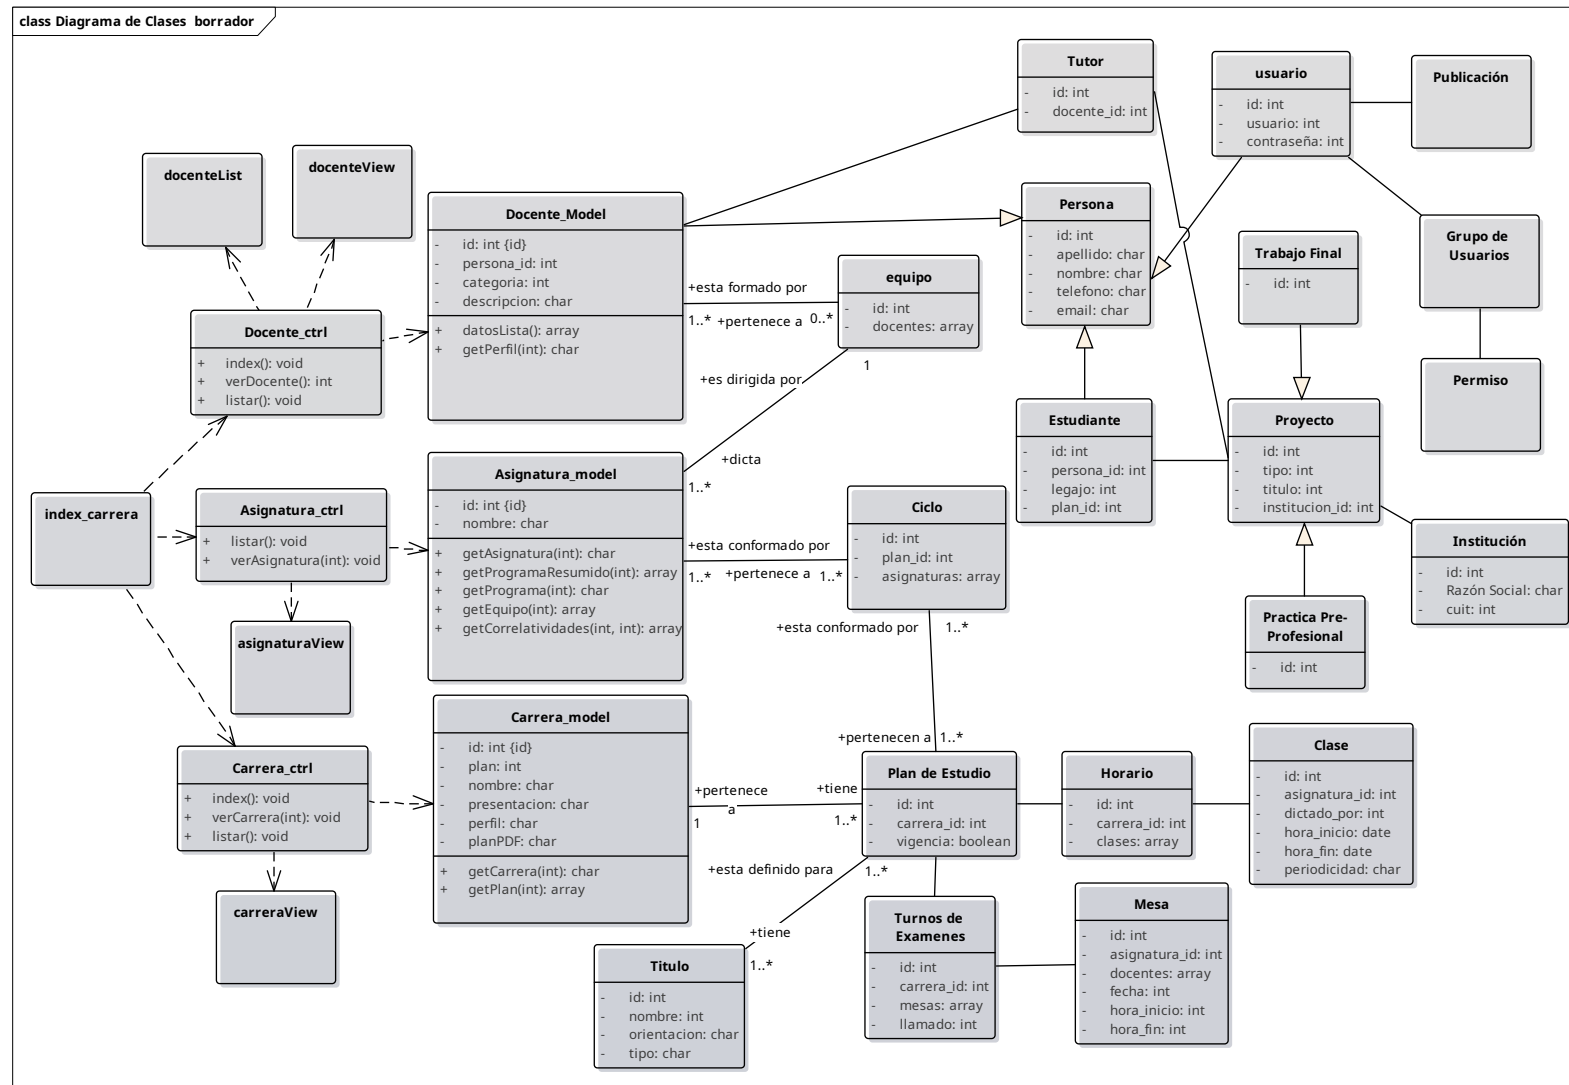 class Diagrama de Clases  borrador
Tutor
- id: int
- docente_id: int
usuario
- id: int
- usuario: int
- contraseña: int
Publicación
docenteList
docenteView
Docente_Model
- id: int {id}
- persona_id: int
- categoria: int
- descripcion: char
+ datosLista(): array
+ getPerfil(int): char
Persona
- id: int
- apellido: char
- nombre: char
- telefono: char
- email: char
Grupo de
Usuarios
Trabajo Final
- id: int
equipo
- id: int
- docentes: array
+esta formado por
1..*
+pertenece a
0..*
Docente_ctrl
+ index(): void
+ verDocente(): int
+ listar(): void
Permiso
1
+es dirigida por
+dicta
1..*
Estudiante
- id: int
- persona_id: int
- legajo: int
- plan_id: int
Proyecto
- id: int
- tipo: int
- titulo: int
- institucion_id: int
Asignatura_model
- id: int {id}
- nombre: char
+ getAsignatura(int): char
+ getProgramaResumido(int): array
+ getPrograma(int): char
+ getEquipo(int): array
+ getCorrelatividades(int, int): array
index_carrera
Asignatura_ctrl
+ listar(): void
+ verAsignatura(int): void
Ciclo
- id: int
- plan_id: int
- asignaturas: array
+esta conformado por
1..*
+pertenece a
1..*
Institución
- id: int
- Razón Social: char
- cuit: int
asignaturaView
Practica Pre-
Profesional
- id: int
+esta conformado por
1..*
+pertenecen a
1..*
Carrera_model
- id: int {id}
- plan: int
- nombre: char
- presentacion: char
- perfil: char
- planPDF: char
+ getCarrera(int): char
+ getPlan(int): array
Carrera_ctrl
+ index(): void
+ verCarrera(int): void
+ listar(): void
+pertenece
a
1
+tiene
1..*
Plan de Estudio
- id: int
- carrera_id: int
- vigencia: boolean
Horario
- id: int
- carrera_id: int
- clases: array
Clase
- id: int
- asignatura_id: int
- dictado_por: int
- hora_inicio: date
- hora_fin: date
- periodicidad: char
+esta definido para
1..*
+tiene
1..*
carreraView
Turnos de
Examenes
- id: int
- carrera_id: int
- mesas: array
- llamado: int
Mesa
- id: int
- asignatura_id: int
- docentes: array
- fecha: int
- hora_inicio: int
- hora_fin: int
Titulo
- id: int
- nombre: int
- orientacion: char
- tipo: char